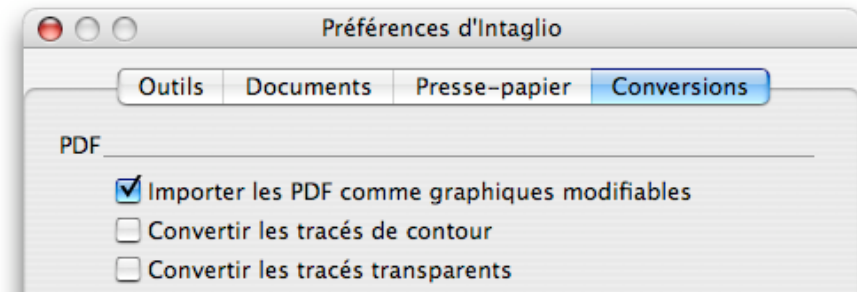 Préférences d'Intaglio
Outils Documents Presse-papier Conversions
PDF
Importer les PDF comme graphiques modifiables
Convertir les tracés de contour
Convertir les tracés transparents